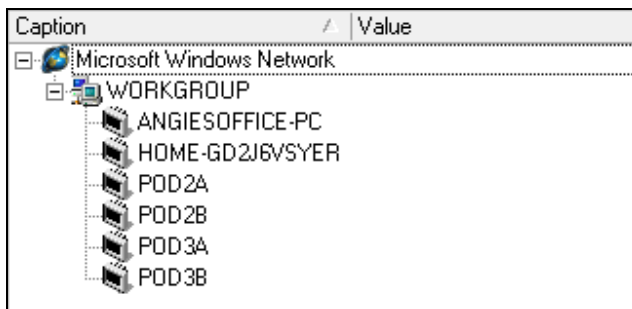 Caption Value
Microsoft Windows Network
WORKGROUP
ANGIESOFFICE-PC
HOME-GD2J6VSYER
POD2A
POD2B
POD3A
POD3B